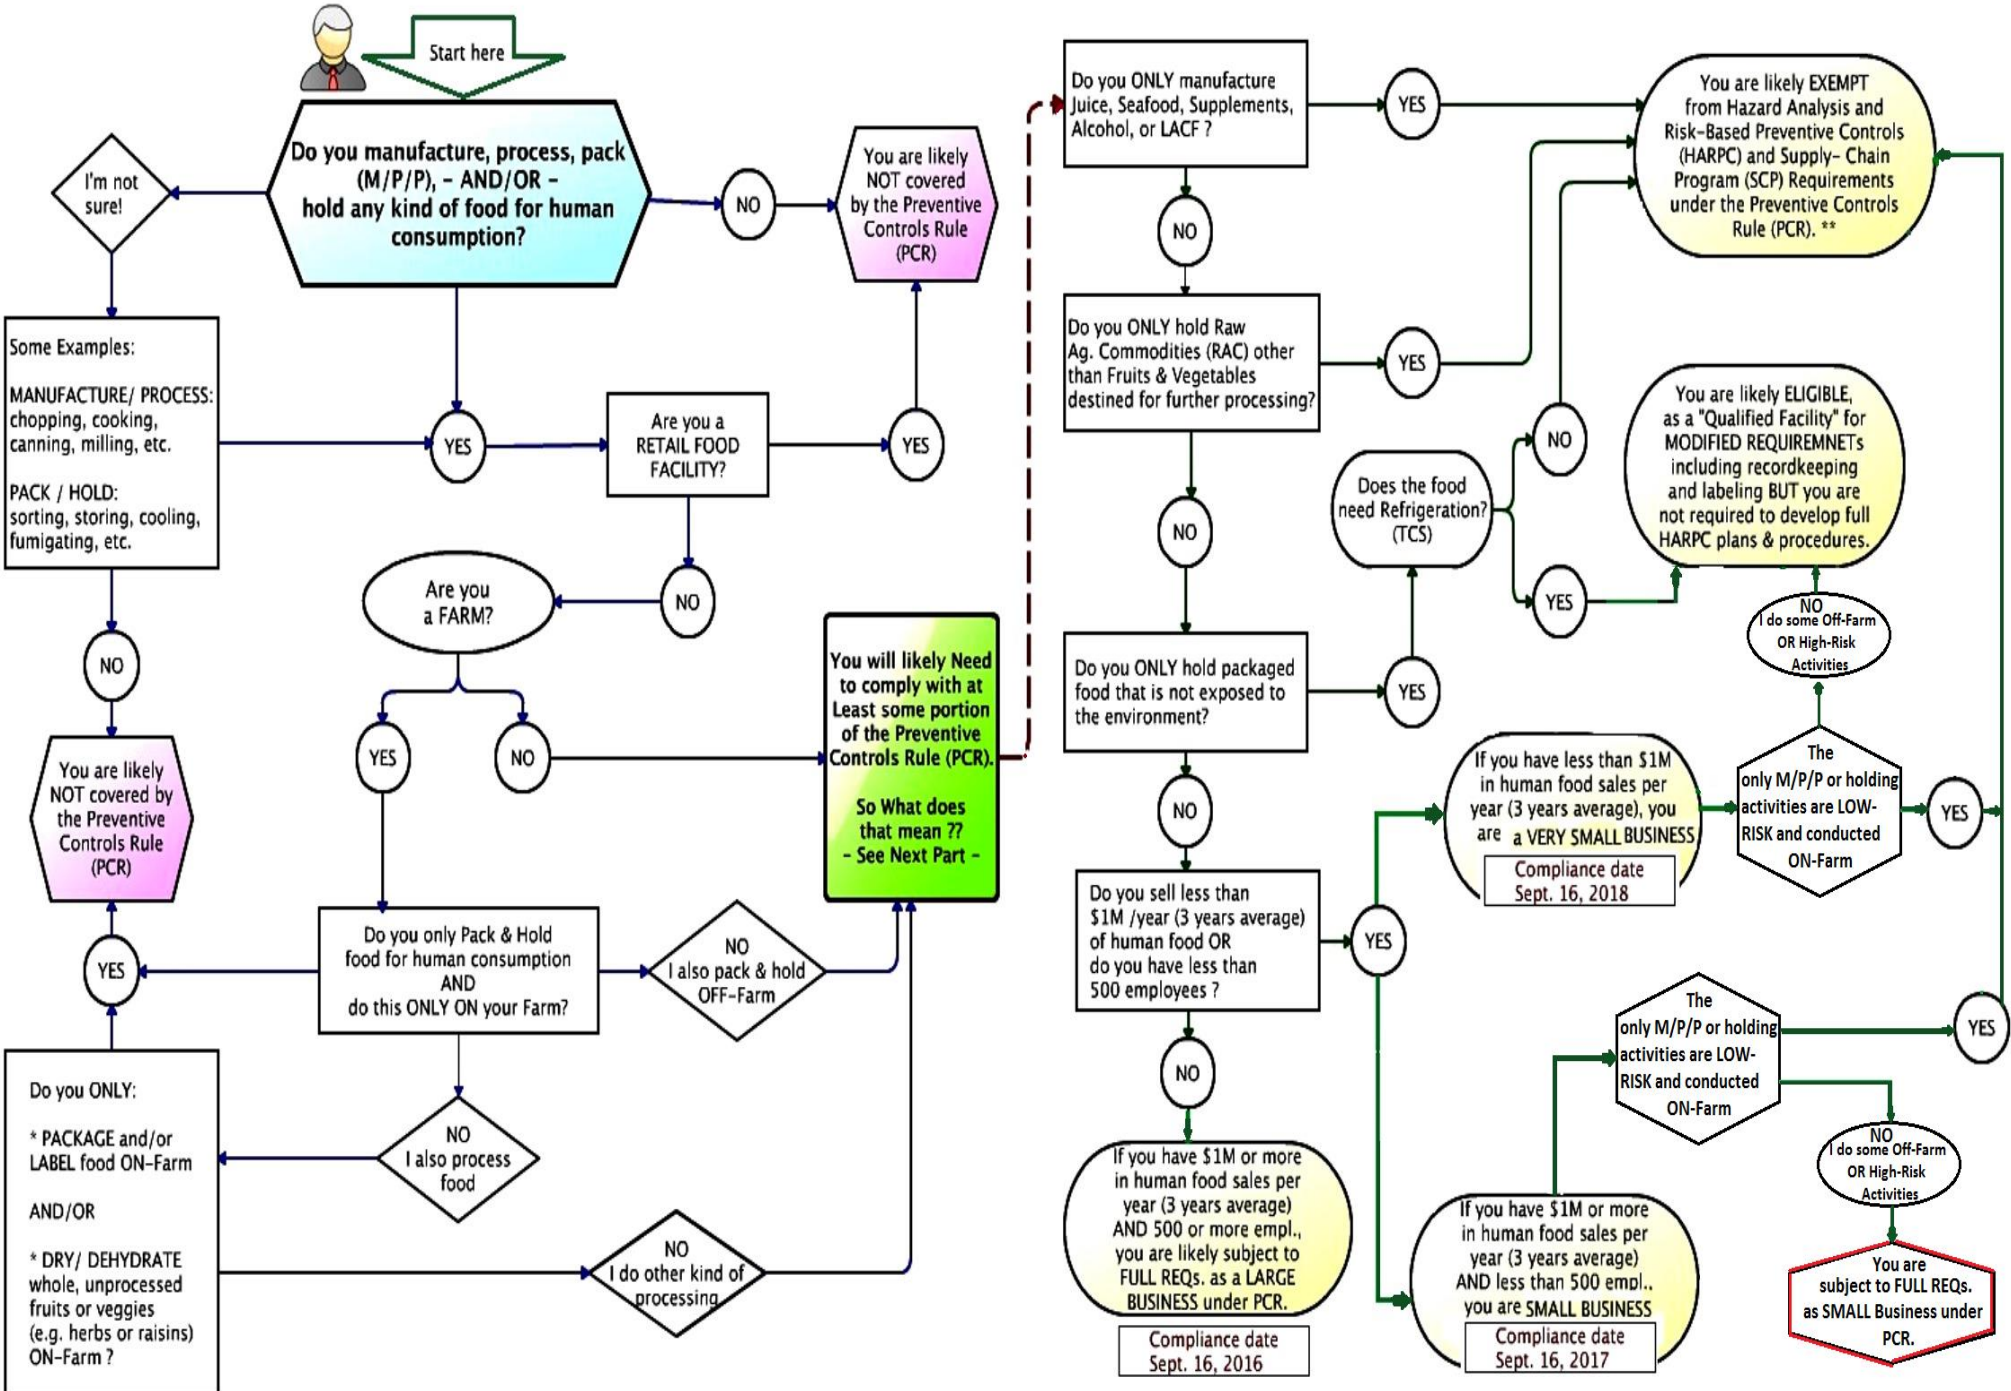 Start here
Do you manufacture, process, pack
(M/P/P), - AND/OR -
hold any kind of food for human
consumption?
I'm not
sure!
NO
You are likely
NOT covered
by the Preventive
Controls Rule
(PCR)
Some Examples:
MANUFACTURE/ PROCESS:
chopping, cooking,
canning, milling, etc.
PACK / HOLD:
sorting, storing, cooling,
fumigating, etc.
YES
Are you a
RETAIL FOOD
FACILITY?
YES
NO
Are you
a FARM?
NO
YES
NO
You are likely
NOT covered by
the Preventive
Controls Rule
(PCR)
You will likely Need
to comply with at
Least some portion
of the Preventive
Controls Rule (PCR).
So What does
that mean ??
- See Next Part -
YES
Do you only Pack & Hold
food for human consumption
AND
do this ONLY ON your Farm?
NO
I also pack & hold
OFF-Farm
NO
I also process
food
Do you ONLY:
* PACKAGE and/or
LABEL food ON-Farm
AND/OR
* DRY/ DEHYDRATE
whole, unprocessed
fruits or veggies
(e.g. herbs or raisins)
ON-Farm ?
NO
I do other kind of
processing
Do you ONLY manufacture
Juice, Seafood, Supplements,
Alcohol, or LACF ?
YES
You are likely EXEMPT
from Hazard Analysis and
Risk-Based Preventive Controls
(HARPC) and Supply- Chain
Program (SCP) Requirements
under the Preventive Controls
Rule (PCR). **
NO
Do you ONLY hold Raw
Ag. Commodities (RAC) other
than Fruits & Vegetables
destined for further processing?
YES
NO
Does the food
need Refrigeration?
(TCS)
NO
YES
You are likely ELIGIBLE,
as a "Qualified Facility" for
MODIFIED REQUIREMNETs
including recordkeeping
and labeling BUT you are
not required to develop full
HARPC plans & procedures.
NO
I do some Off-Farm
OR High-Risk
Activities
Do you ONLY hold packaged
food that is not exposed to
the environment?
YES
NO
If you have less than $1M
in human food sales per
year (3 years average), you
are a VERY SMALL BUSINESS
Compliance date
Sept. 16, 2018
The
only M/P/P or holding
activities are LOW-
RISK and conducted
ON-Farm
YES
Do you sell less than
$1M /year (3 years average)
of human food OR
do you have less than
500 employees ?
YES
NO
If you have $1M or more
in human food sales per
year (3 years average)
AND 500 or more empl.,
you are likely subject to
FULL REQs. as a LARGE
BUSINESS under PCR.
Compliance date
Sept. 16, 2016
If you have $1M or more
in human food sales per
year (3 years average)
AND less than 500 empl..
you are SMALL BUSINESS
Compliance date
Sept. 16, 2017
The
only M/P/P or holding
activities are LOW-
RISK and conducted
ON-Farm
YES
NO
I do some Off-Farm
OR High-Risk
Activities
You are
subject to FULL REQs.
as SMALL Business under
PCR.